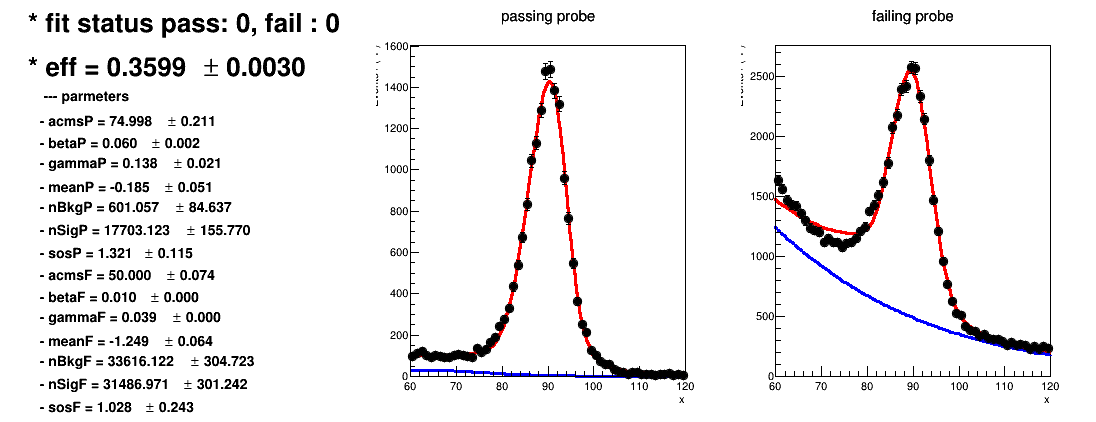 * fit status pass: 0, fail : 0
* eff = 0.3599 ± 0.0030
--- parmeters
- acmsP = 74.998 ± 0.211
- betaP = 0.060 ± 0.002
- gammaP = 0.138 ± 0.021
- meanP = -0.185 ± 0.051
- nBkgP = 601.057 ± 84.637
- nSigP = 17703.123 ± 155.770
- sosP = 1.321 ± 0.115
- acmsF = 50.000 ± 0.074
- betaF = 0.010 ± 0.000
- gammaF = 0.039 ± 0.000
- meanF = -1.249 ± 0.064
- nBkgF = 33616.122 ± 304.723
- nSigF = 31486.971 ± 301.242
- sosF = 1.028 ± 0.243
passing probe
1600
1400
1200
1000
800
600
400
200
0
60 70 80 90 100 110 120
x
failing probe
2500
2000
1500
1000
500
0
60 70 80 90 100 110 120
x